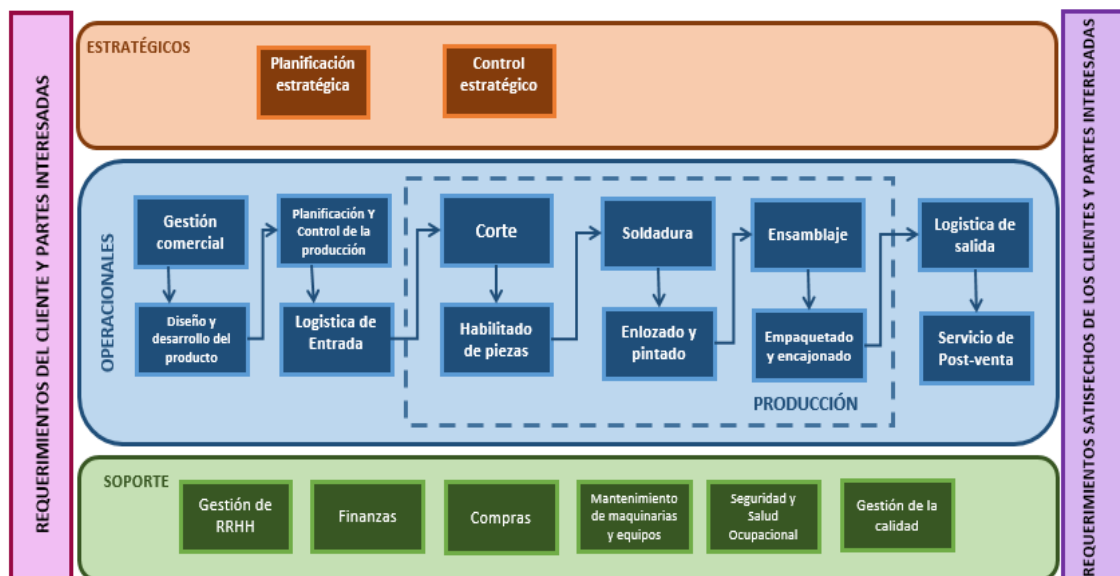 REQUERIMIENTOS DEL CLIENTE Y PARTES INTERESADAS
ESTRATÉGICOS
Planificación
estratégica
Control
estratégico
OPERACIONALES
Gestión
comercial
Diseño y
desarrollo del
producto
Planificación Y
Control de la
producción
Logistica de
Entrada
Corte
Habilitado
de piezas
Soldadura
Enlozado y
pintado
Ensamblaje
Empaquetado
y encajonado
PRODUCCIÓN
Logistica de
salida
Servicio de
Post-venta
SOPORTE
Gestión de
RRHH
Finanzas
Compras
Mantenimiento
de maquinarias
y equipos
Seguridad y
Salud
Ocupacional
Gestión de la
calidad
REQUERIMIENTOS SATISFECHOS DE LOS CLIENTES Y PARTES INTERESADAS